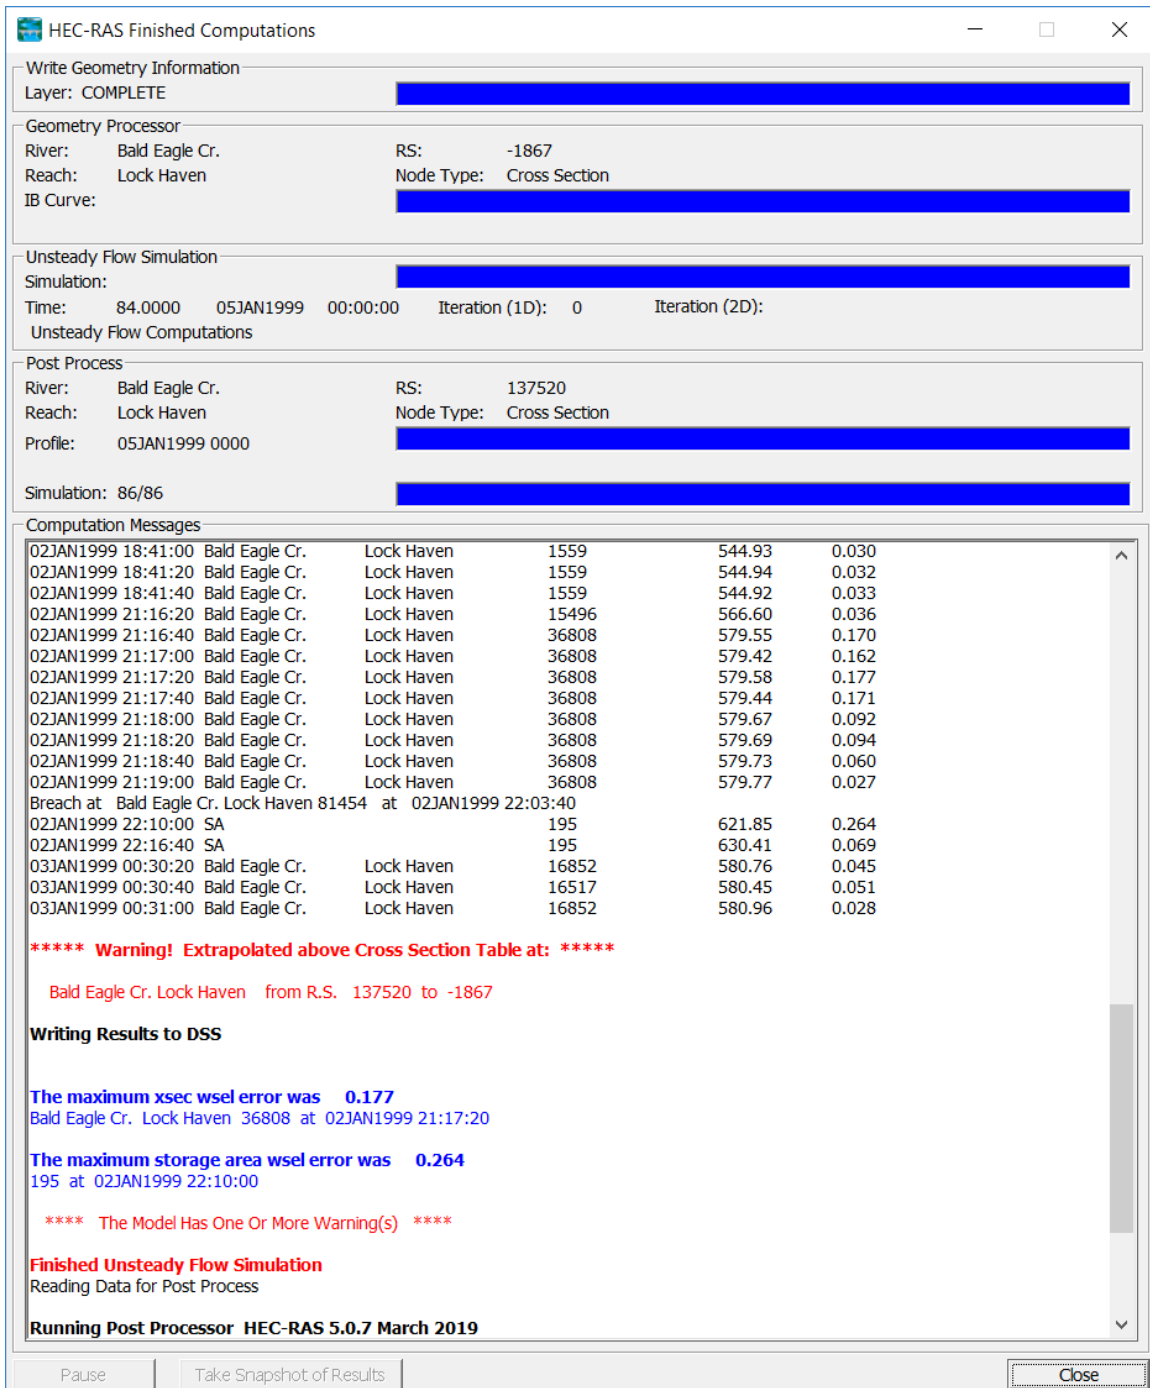 HEC-RAS Finished Computations
Write Geometry Information
Layer: COMPLETE
Geometry Processor
River: Bald Eagle Cr. RS: -1867
Reach: Lock Haven Node Type: Cross Section
IB Curve:
Unsteady Flow Simulation
Simulation:
Time: 84.0000 05JAN1999 00:00:00 Iteration (1D): 0 Iteration (2D):
Unsteady Flow Computations
Post Process
River: Bald Eagle Cr. RS: 137520
Reach: Lock Haven Node Type: Cross Section
Profile: 05JAN1999 0000
Simulation: 86/86
Computation Messages
02JAN1999 18:41:00 Bald Eagle Cr. Lock Haven 1559 544.93 0.030
02JAN1999 18:41:20 Bald Eagle Cr. Lock Haven 1559 544.94 0.032
02JAN1999 18:41:40 Bald Eagle Cr. Lock Haven 1559 544.92 0.033
02JAN1999 21:16:20 Bald Eagle Cr. Lock Haven 15496 566.60 0.036
02JAN1999 21:16:40 Bald Eagle Cr. Lock Haven 36808 579.55 0.170
02JAN1999 21:17:00 Bald Eagle Cr. Lock Haven 36808 579.42 0.162
02JAN1999 21:17:20 Bald Eagle Cr. Lock Haven 36808 579.58 0.177
02JAN1999 21:17:40 Bald Eagle Cr. Lock Haven 36808 579.44 0.171
02JAN1999 21:18:00 Bald Eagle Cr. Lock Haven 36808 579.67 0.092
02JAN1999 21:18:20 Bald Eagle Cr. Lock Haven 36808 579.69 0.094
02JAN1999 21:18:40 Bald Eagle Cr. Lock Haven 36808 579.73 0.060
02JAN1999 21:19:00 Bald Eagle Cr. Lock Haven 36808 579.77 0.027
Breach at Bald Eagle Cr. Lock Haven 81454 at 02JAN1999 22:03:40
02JAN1999 22:10:00 SA 195 621.85 0.264
02JAN1999 22:16:40 SA 195 630.41 0.069
03JAN1999 00:30:20 Bald Eagle Cr. Lock Haven 16852 580.76 0.045
03JAN1999 00:30:40 Bald Eagle Cr. Lock Haven 16517 580.45 0.051
03JAN1999 00:31:00 Bald Eagle Cr. Lock Haven 16852 580.96 0.028
***** Warning! Extrapolated above Cross Section Table at: *****
Bald Eagle Cr. Lock Haven from R.S. 137520 to -1867
Writing Results to DSS
The maximum xsec wsel error was 0.177
Bald Eagle Cr. Lock Haven 36808 at 02JAN1999 21:17:20
The maximum storage area wsel error was 0.264
195 at 02JAN1999 22:10:00
**** The Model Has One Or More Warning(s) ****
Finished Unsteady Flow Simulation
Reading Data for Post Process
Running Post Processor HEC-RAS 5.0.7 March 2019
Pause Take Snapshot of Results Close